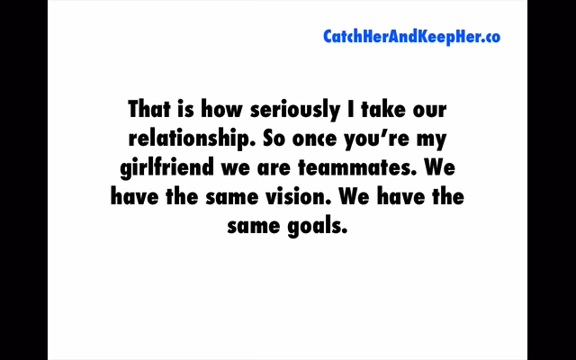 CatchHerAndKeepHer.co
That is how seriously I take our
relationship. So once you’re my
girlfriend we are teammates. We
have the same vision. We have the
same goals.